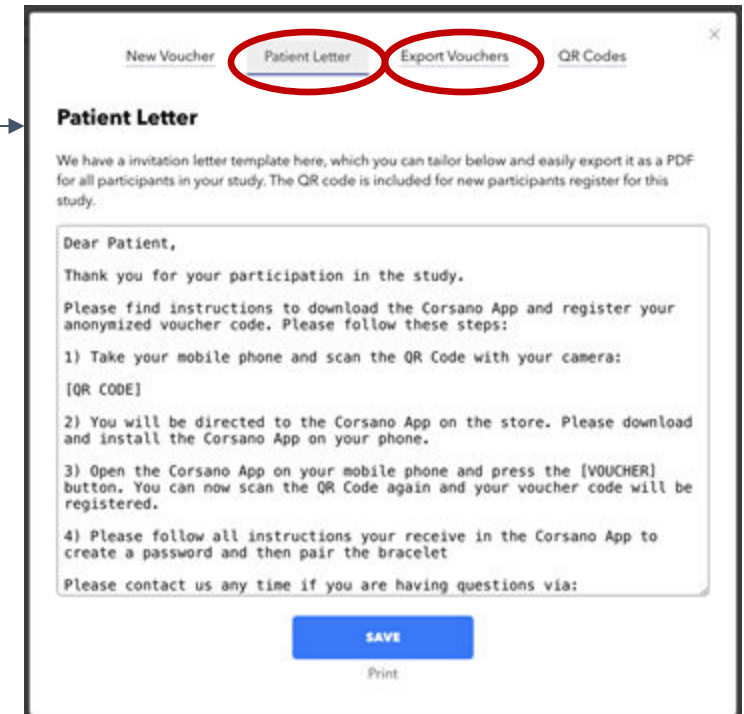 New Voucher Patient Letter Export Vouchers QR Codes
×
Patient Letter
We have a invitation letter template here, which you can tailor below and easily export it as a PDF
for all participants in your study. The QR code is included for new participants register for this
study.
Dear Patient,
Thank you for your participation in the study.
Please find instructions to download the Corsano App and register your
anonymized voucher code. Please follow these steps:
1) Take your mobile phone and scan the QR Code with your camera:
[QR CODE]
2) You will be directed to the Corsano App on the store. Please download
and install the Corsano App on your phone.
3) Open the Corsano App on your mobile phone and press the [VOUCHER]
button. You can now scan the QR Code again and your voucher code will be
registered.
4) Please follow all instructions your receive in the Corsano App to
create a password and then pair the bracelet
Please contact us any time if you are having questions via:
SAVE
Print